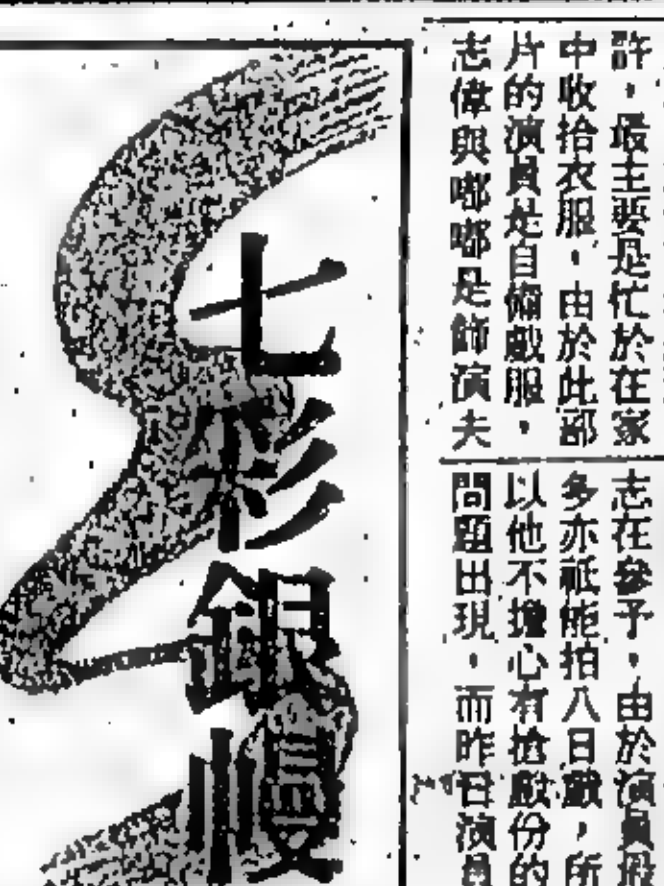 許，最主要是忙於在家
中收拾衣服，由於此部
片的演員是自備戲服，
志偉與嘟嘟是飾演夫
志在參予，由於演員最
多亦祗能拍八日戲，所
以他不擔心有搶戲份的
問題出現，而昨日演員
七彩銀幔